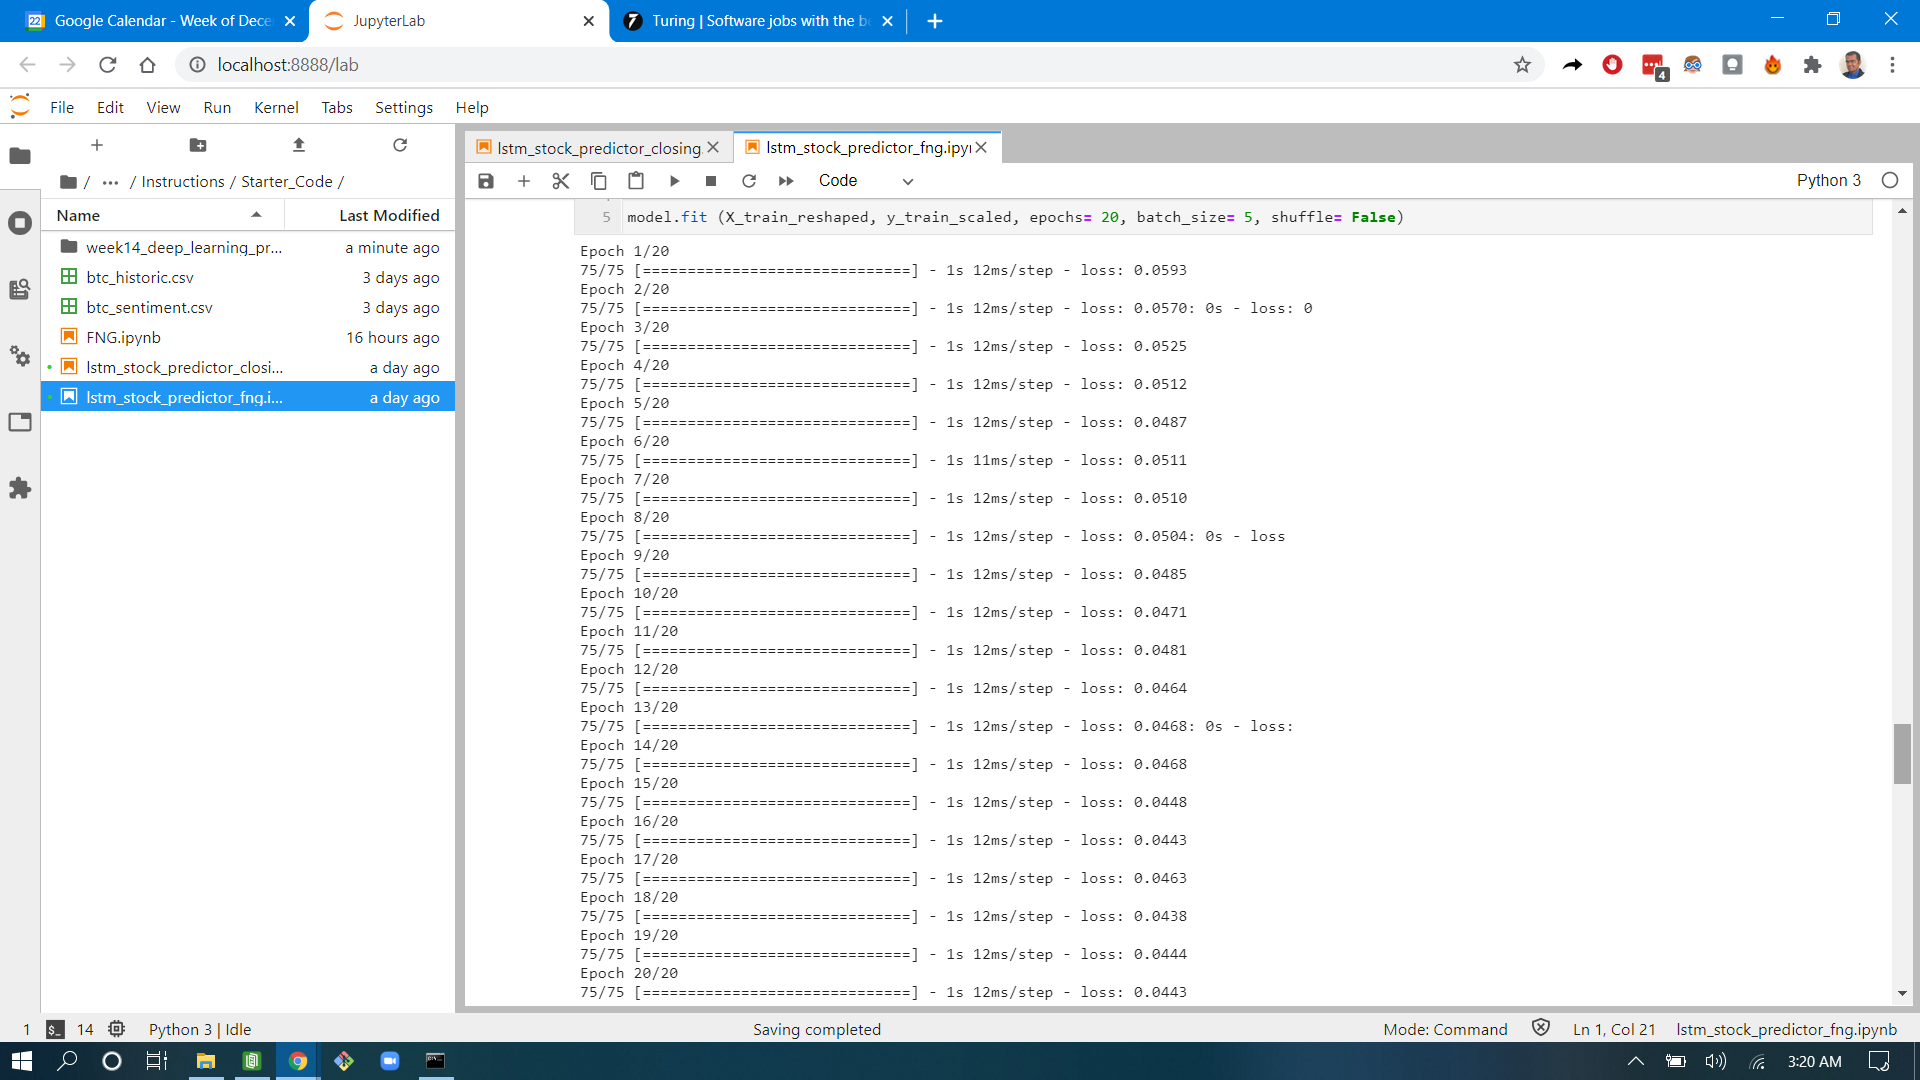 22 Google Calendar - Week of Dece
JupyterLab
Turing | Software jobs with the be
localhost:8888/lab
4
File Edit View Run Kernel Tabs Settings Help
/ ... / Instructions / Starter_Code /
Name Last Modified
week14_deep_learning_pr... a minute ago
btc_historic.csv 3 days ago
btc_sentiment.csv 3 days ago
FNG.ipynb 16 hours ago
lstm_stock_predictor_closi... a day ago
lstm_stock_predictor_fng.i... a day ago
lstm_stock_predictor_closing.
lstm_stock_predictor_fng.ipy
Code
Python 3
5 model.fit (X_train_reshaped, y_train_scaled, epochs= 20, batch_size= 5, shuffle= False)
Epoch 1/20
75/75 [==============================] - 1s 12ms/step - loss: 0.0593
Epoch 2/20
75/75 [==============================] - 1s 12ms/step - loss: 0.0570: 0s - loss: 0
Epoch 3/20
75/75 [==============================] - 1s 12ms/step - loss: 0.0525
Epoch 4/20
75/75 [==============================] - 1s 12ms/step - loss: 0.0512
Epoch 5/20
75/75 [==============================] - 1s 12ms/step - loss: 0.0487
Epoch 6/20
75/75 [==============================] - 1s 11ms/step - loss: 0.0511
Epoch 7/20
75/75 [==============================] - 1s 12ms/step - loss: 0.0510
Epoch 8/20
75/75 [==============================] - 1s 12ms/step - loss: 0.0504: 0s - loss
Epoch 9/20
75/75 [==============================] - 1s 12ms/step - loss: 0.0485
Epoch 10/20
75/75 [==============================] - 1s 12ms/step - loss: 0.0471
Epoch 11/20
75/75 [==============================] - 1s 12ms/step - loss: 0.0481
Epoch 12/20
75/75 [==============================] - 1s 12ms/step - loss: 0.0464
Epoch 13/20
75/75 [==============================] - 1s 12ms/step - loss: 0.0468: 0s - loss:
Epoch 14/20
75/75 [==============================] - 1s 12ms/step - loss: 0.0468
Epoch 15/20
75/75 [==============================] - 1s 12ms/step - loss: 0.0448
Epoch 16/20
75/75 [==============================] - 1s 12ms/step - loss: 0.0443
Epoch 17/20
75/75 [==============================] - 1s 12ms/step - loss: 0.0463
Epoch 18/20
75/75 [==============================] - 1s 12ms/step - loss: 0.0438
Epoch 19/20
75/75 [==============================] - 1s 12ms/step - loss: 0.0444
Epoch 20/20
75/75 [==============================] - 1s 12ms/step - loss: 0.0443
1 $_ 14 Python 3 | Idle
Saving completed
Mode: Command
Ln 1, Col 21
lstm_stock_predictor_fng.ipynb
3:20 AM